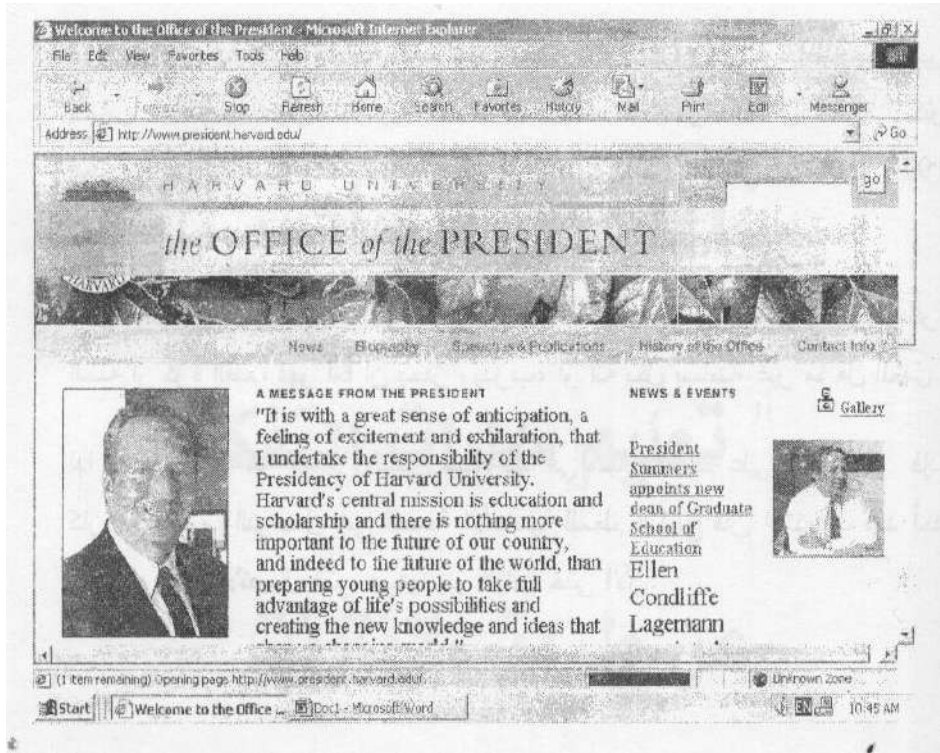 Welcome to the Office of the President - Microsoft Internet Explorer
File Edit View Favorites Tools Help
Back Forward Stop Refresh Home Search Favorites History Mail Print Edit Messenger
Address http://www.president.harvard.edu/ Go
HARVARD UNIVERSITY go
the OFFICE of the PRESIDENT
HARVARD
News Biography Speeches & Publications History of the Office Contact Info
A MESSAGE FROM THE PRESIDENT
"It is with a great sense of anticipation, a
feeling of excitement and exhilaration, that
I undertake the responsibility of the
Presidency of Harvard University.
Harvard's central mission is education and
scholarship and there is nothing more
important to the future of our country,
and indeed to the future of the world, than
preparing young people to take full
advantage of life's possibilities and
creating the new knowledge and ideas that
NEWS & EVENTS
Gallery
President
Summers
appoints new
dean of Graduate
School of
Education
Ellen
Condliffe
Lagemann
(1 item remaining) Opening page http://www.president.harvard.edu/ Unknown Zone
Start Welcome to the Office ... Doc1 - Microsoft Word EN 10:45 AM